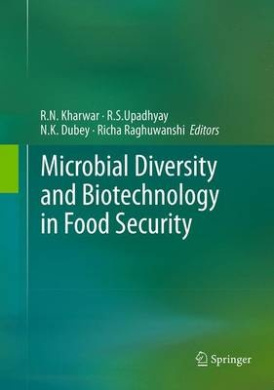 R.N. Kharwar · R.S.Upadhyay
N.K. Dubey · Richa Raghuwanshi Editors
Microbial Diversity
and Biotechnology
in Food Security
Springer